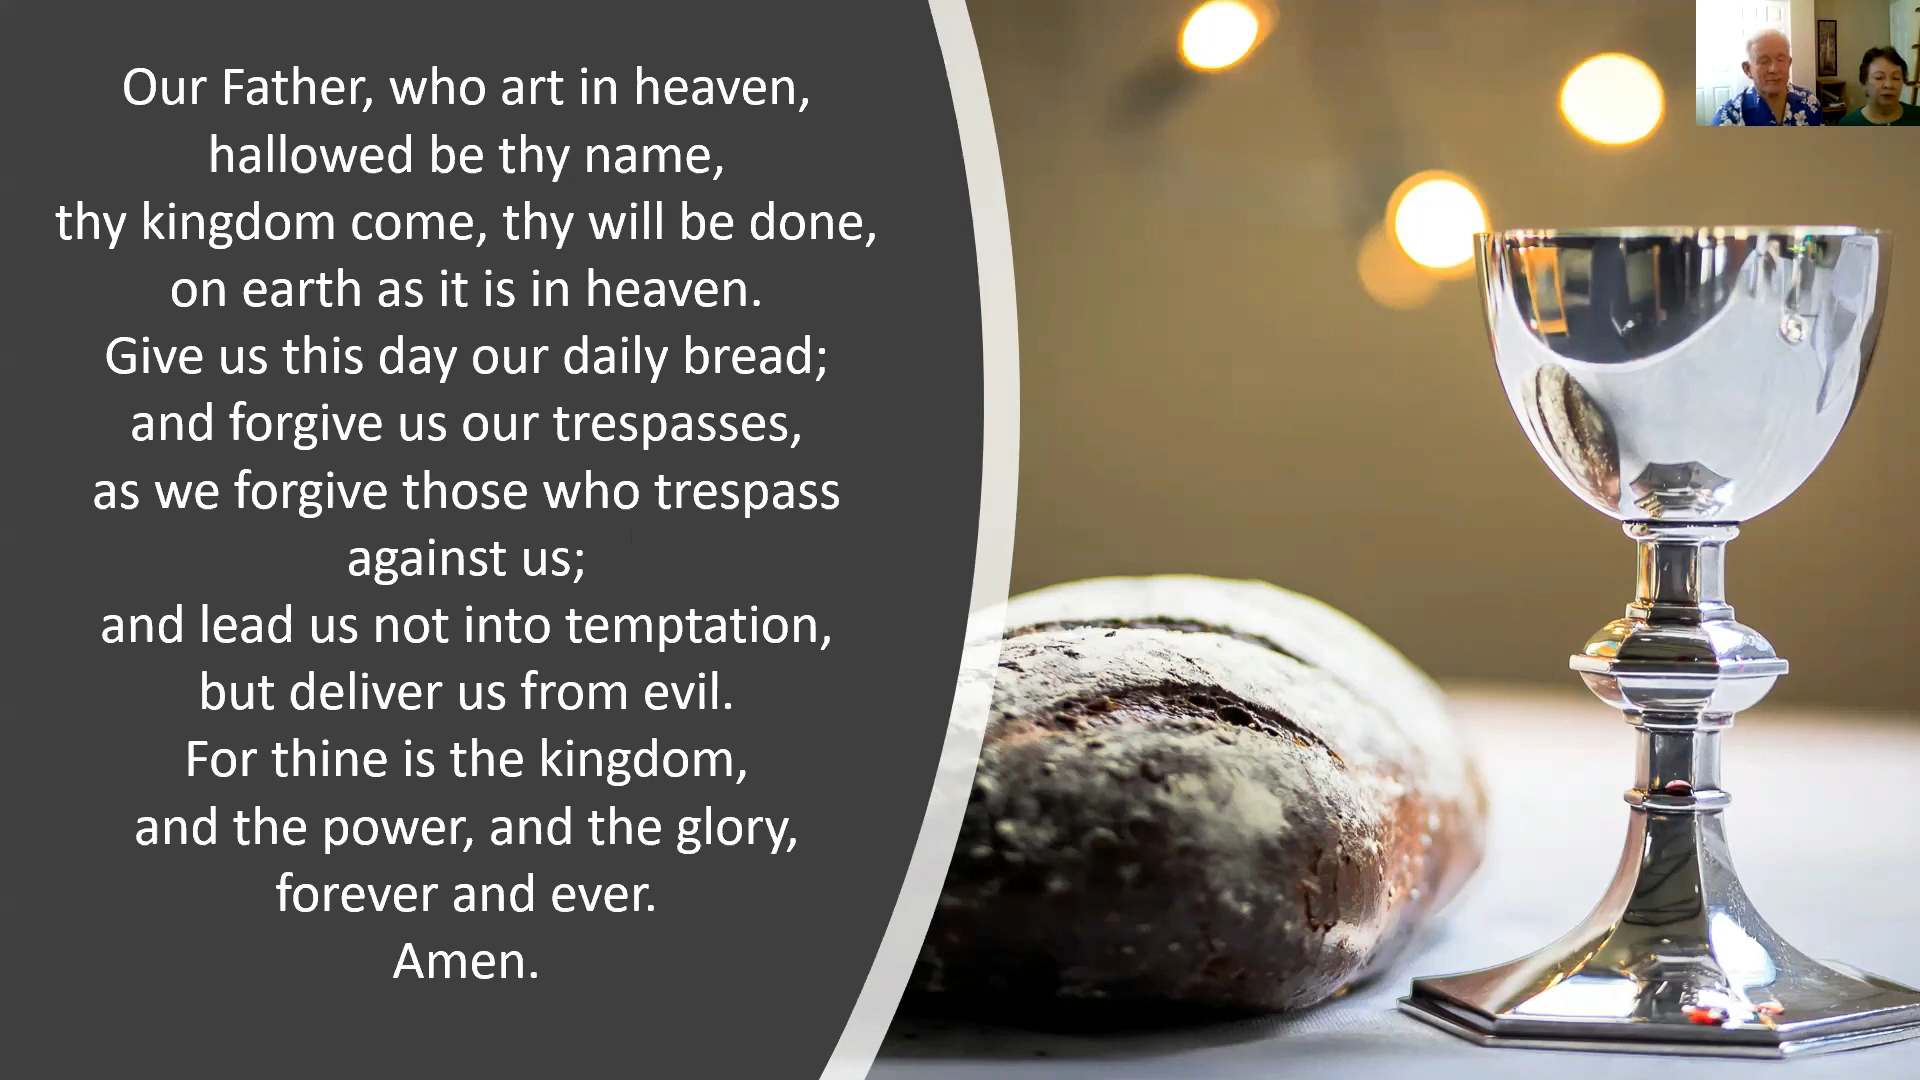 Our Father, who art in heaven,
hallowed be thy name,
thy kingdom come, thy will be done,
on earth as it is in heaven.
Give us this day our daily bread;
and forgive us our trespasses,
as we forgive those who trespass
against us;
and lead us not into temptation,
but deliver us from evil.
For thine is the kingdom,
and the power, and the glory,
forever and ever.
Amen.